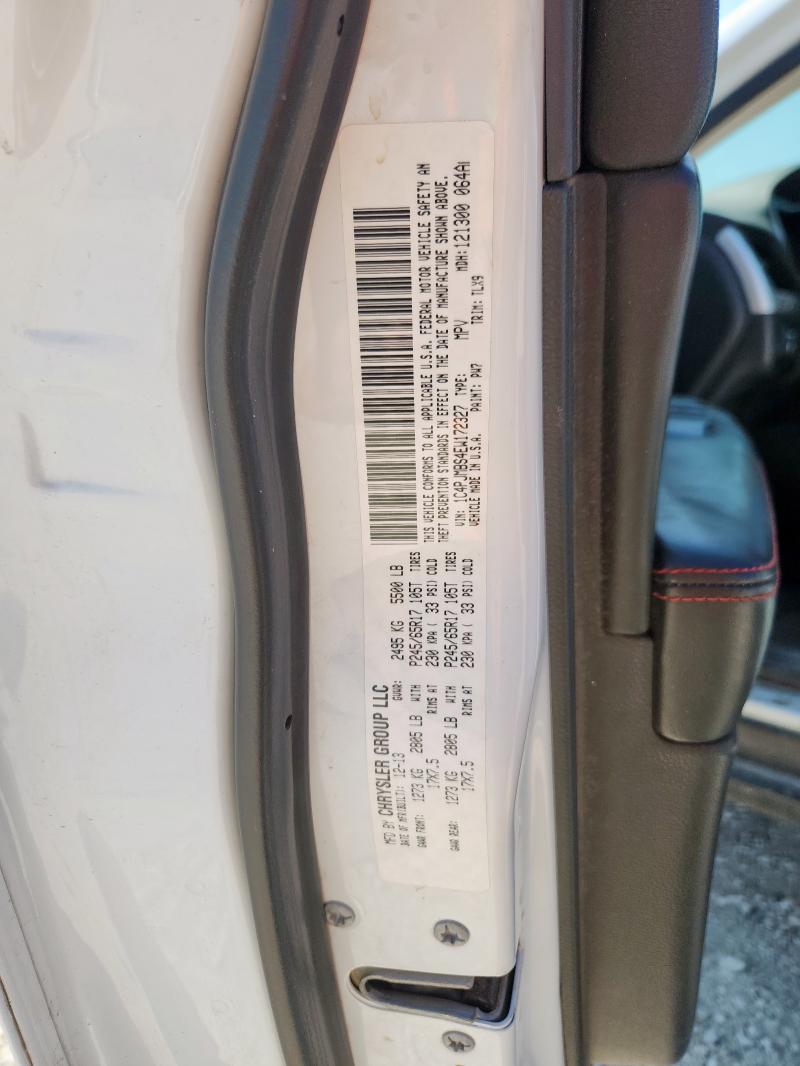 MFD BY CHRYSLER GROUP LLC
DATE OF MFR(BUILT): 12-13 GVWR: 2495 KG 5500 LB
GAWR FRONT: 1273 KG 2805 LB WITH P245/65R17 105T TIRES
17X7.5 RIMS AT 230 KPA ( 33 PSI) COLD
GAWR REAR: 1273 KG 2805 LB WITH P245/65R17 105T TIRES
17X7.5 RIMS AT 230 KPA ( 33 PSI) COLD
THIS VEHICLE CONFORMS TO ALL APPLICABLE U.S.A. FEDERAL MOTOR VEHICLE SAFETY AN
THEFT PREVENTION STANDARDS IN EFFECT ON THE DATE OF MANUFACTURE SHOWN ABOVE.
VIN: 1C4PJMBS4EW172327 TYPE: MPV MDH:121300 064A
VEHICLE MADE IN U.S.A. PAINT: PW7 TRIM: TLX9